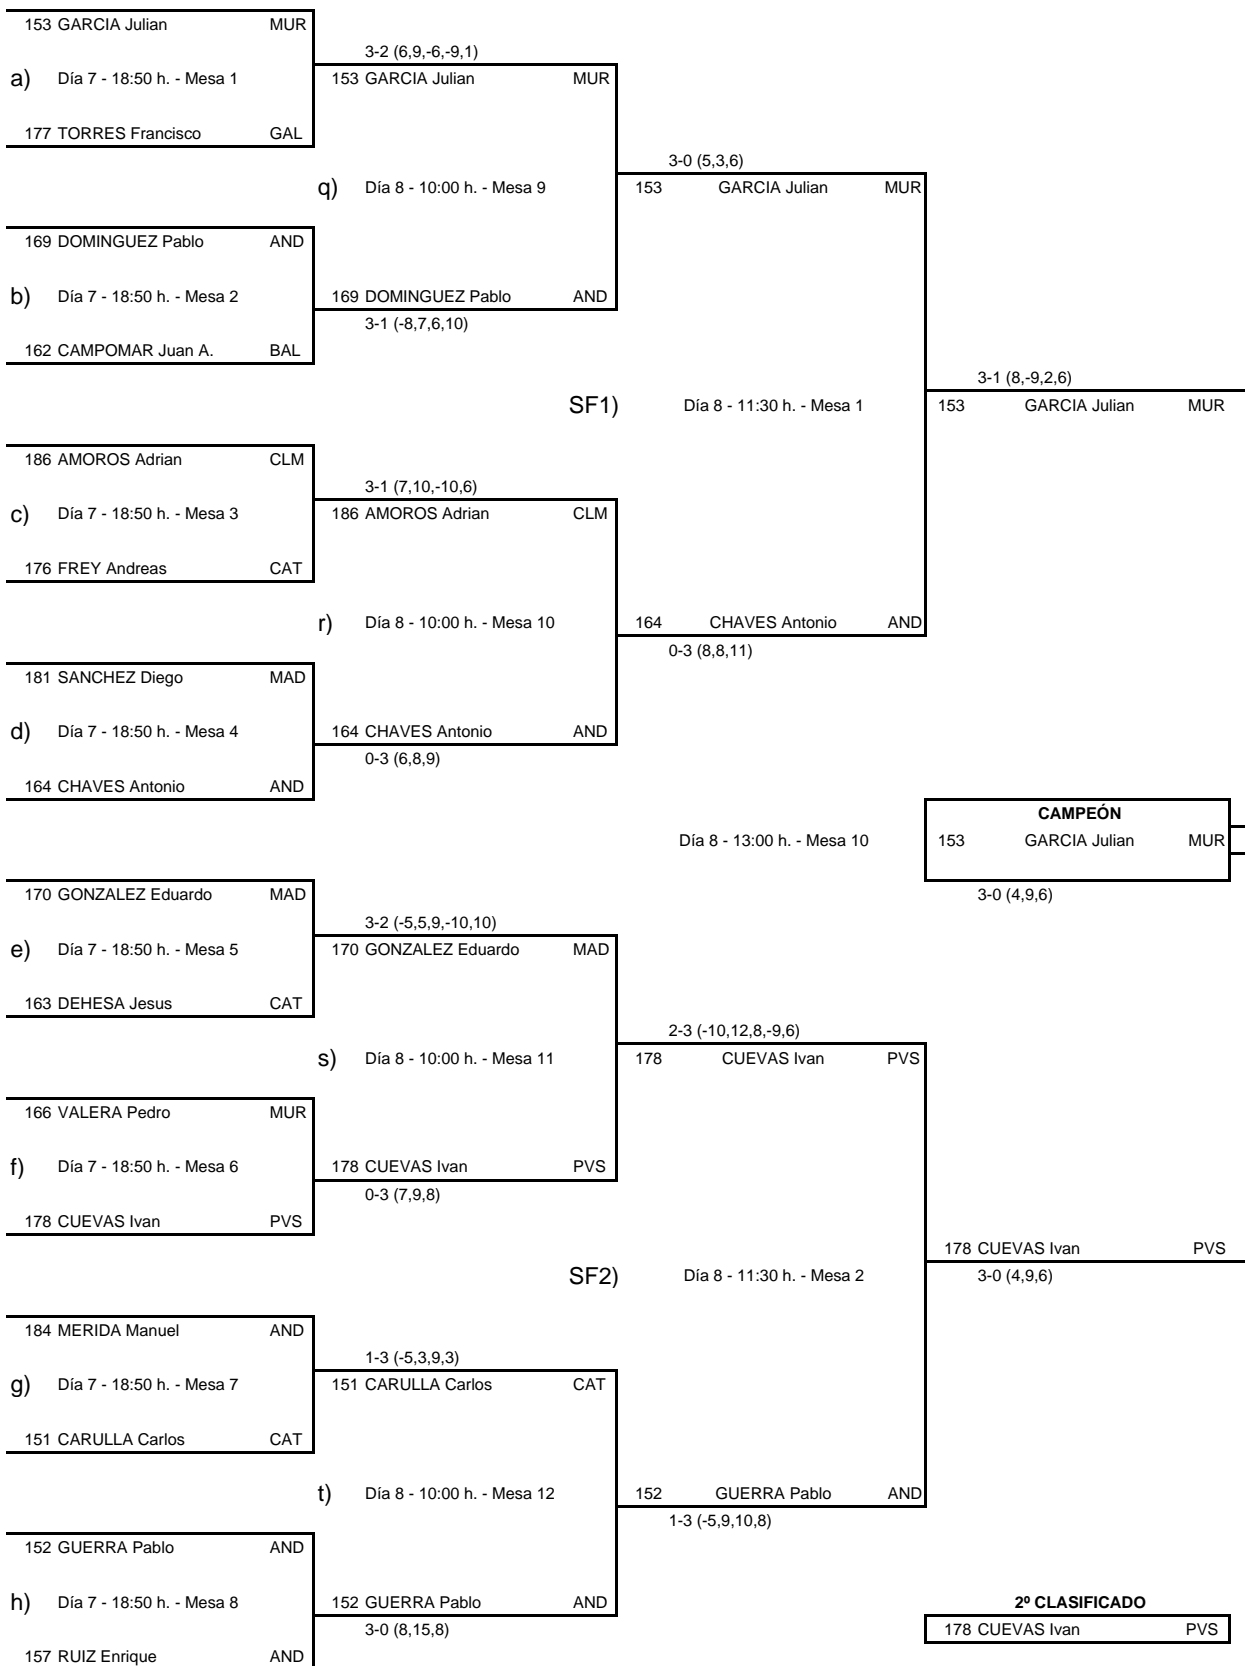 153 GARCIA Julian MUR
3-2 (6,9,-6,-9,1)
a) Día 7 - 18:50 h. - Mesa 1
153 GARCIA Julian MUR
177 TORRES Francisco GAL
3-0 (5,3,6)
q) Día 8 - 10:00 h. - Mesa 9
153 GARCIA Julian MUR
169 DOMINGUEZ Pablo AND
b) Día 7 - 18:50 h. - Mesa 2
169 DOMINGUEZ Pablo AND
3-1 (-8,7,6,10)
162 CAMPOMAR Juan A. BAL
3-1 (8,-9,2,6)
SF1) Día 8 - 11:30 h. - Mesa 1
153 GARCIA Julian MUR
186 AMOROS Adrian CLM
3-1 (7,10,-10,6)
c) Día 7 - 18:50 h. - Mesa 3
186 AMOROS Adrian CLM
176 FREY Andreas CAT
r) Día 8 - 10:00 h. - Mesa 10
164 CHAVES Antonio AND
0-3 (8,8,11)
181 SANCHEZ Diego MAD
d) Día 7 - 18:50 h. - Mesa 4
164 CHAVES Antonio AND
0-3 (6,8,9)
164 CHAVES Antonio AND
CAMPEÓN
Día 8 - 13:00 h. - Mesa 10
153 GARCIA Julian MUR
3-0 (4,9,6)
170 GONZALEZ Eduardo MAD
3-2 (-5,5,9,-10,10)
e) Día 7 - 18:50 h. - Mesa 5
170 GONZALEZ Eduardo MAD
163 DEHESA Jesus CAT
2-3 (-10,12,8,-9,6)
s) Día 8 - 10:00 h. - Mesa 11
178 CUEVAS Ivan PVS
166 VALERA Pedro MUR
f) Día 7 - 18:50 h. - Mesa 6
178 CUEVAS Ivan PVS
0-3 (7,9,8)
178 CUEVAS Ivan PVS
178 CUEVAS Ivan PVS
SF2) Día 8 - 11:30 h. - Mesa 2
3-0 (4,9,6)
184 MERIDA Manuel AND
1-3 (-5,3,9,3)
g) Día 7 - 18:50 h. - Mesa 7
151 CARULLA Carlos CAT
151 CARULLA Carlos CAT
t) Día 8 - 10:00 h. - Mesa 12
152 GUERRA Pablo AND
1-3 (-5,9,10,8)
152 GUERRA Pablo AND
h) Día 7 - 18:50 h. - Mesa 8
152 GUERRA Pablo AND
3-0 (8,15,8)
2º CLASIFICADO
178 CUEVAS Ivan PVS
157 RUIZ Enrique AND